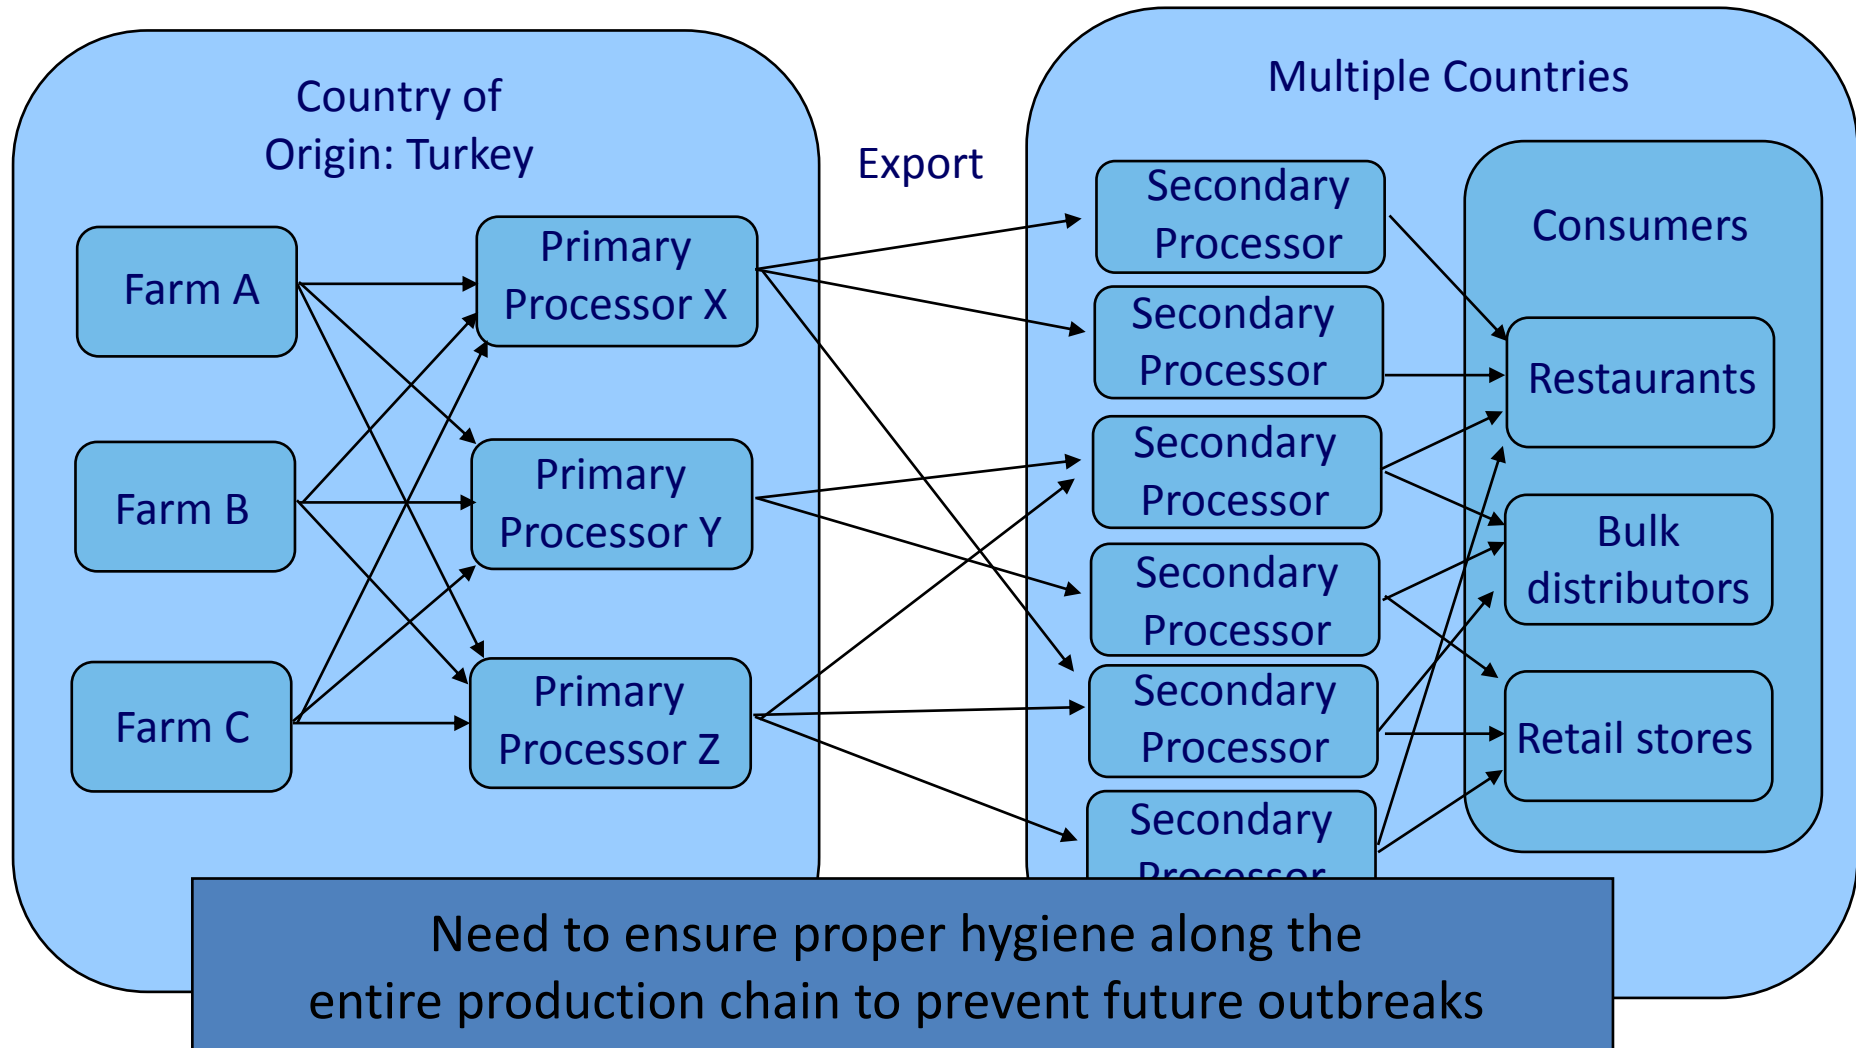 Country of
Origin: Turkey
Farm A
Farm B
Farm C
Primary
Processor X
Primary
Processor Y
Primary
Processor Z
Export
Multiple Countries
Secondary
Processor
Secondary
Processor
Secondary
Processor
Secondary
Processor
Secondary
Processor
Secondary
Processor
Consumers
Restaurants
Bulk
distributors
Retail stores
Need to ensure proper hygiene along the
entire production chain to prevent future outbreaks